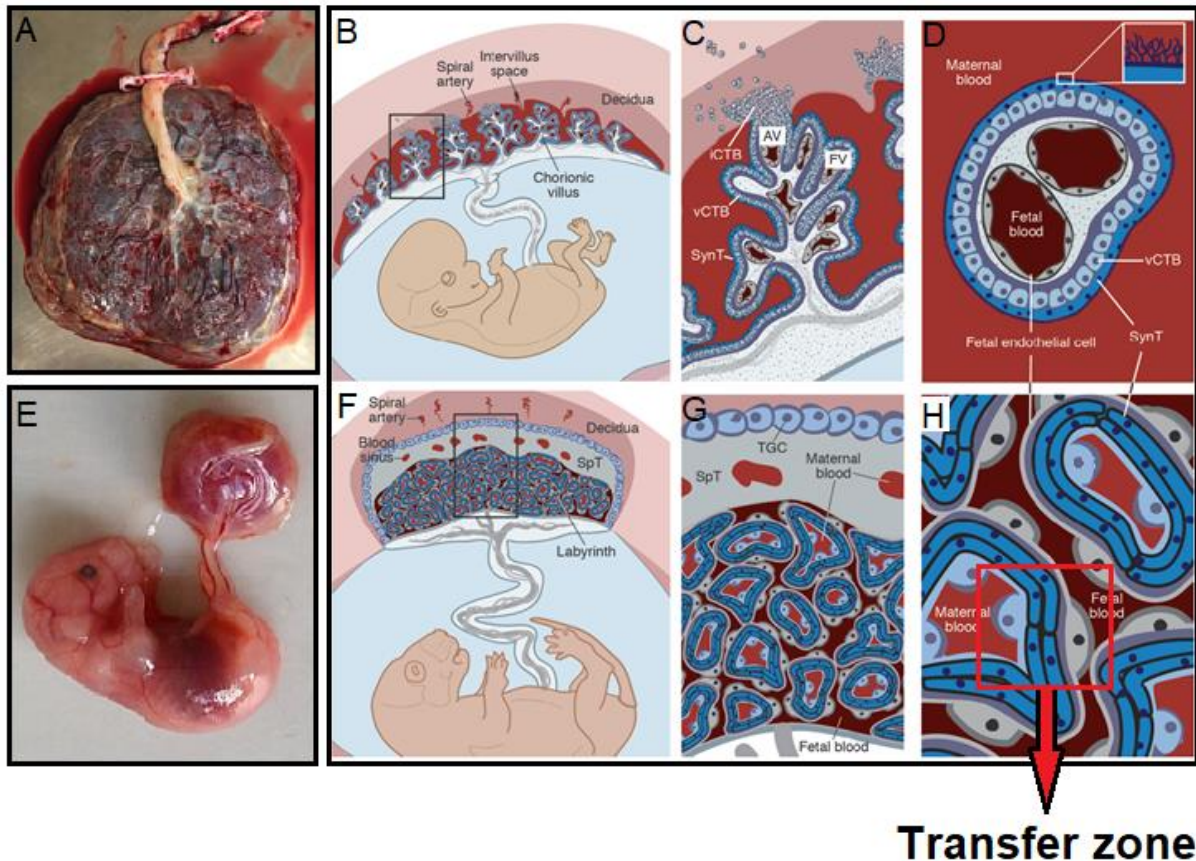 A
B
Intervillus
space
Spiral
artery
Decidua
Chorionic
villus
C
iCTB
AV
FV
vCTB
SynT
D
Maternal
blood
Fetal
blood
vCTB
SynT
Fetal endothelial cell
E
F
Spiral
artery
Decidua
Blood
sinus
SpT
Labyrinth
G
TGC
SpT
Maternal
blood
Fetal blood
H
Maternal
blood
Fetal
blood
Transfer zone